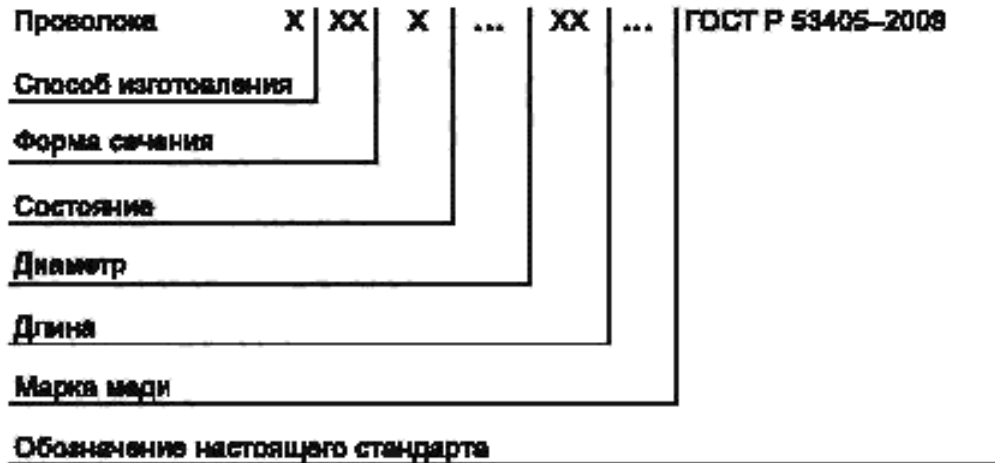 Проволока Х ХХ Х ... ХХ ... ГОСТ Р 53405–2009
Способ изготовления
Форма сечения
Состояние
Диаметр
Длина
Марка меди
Обозначение настоящего стандарта